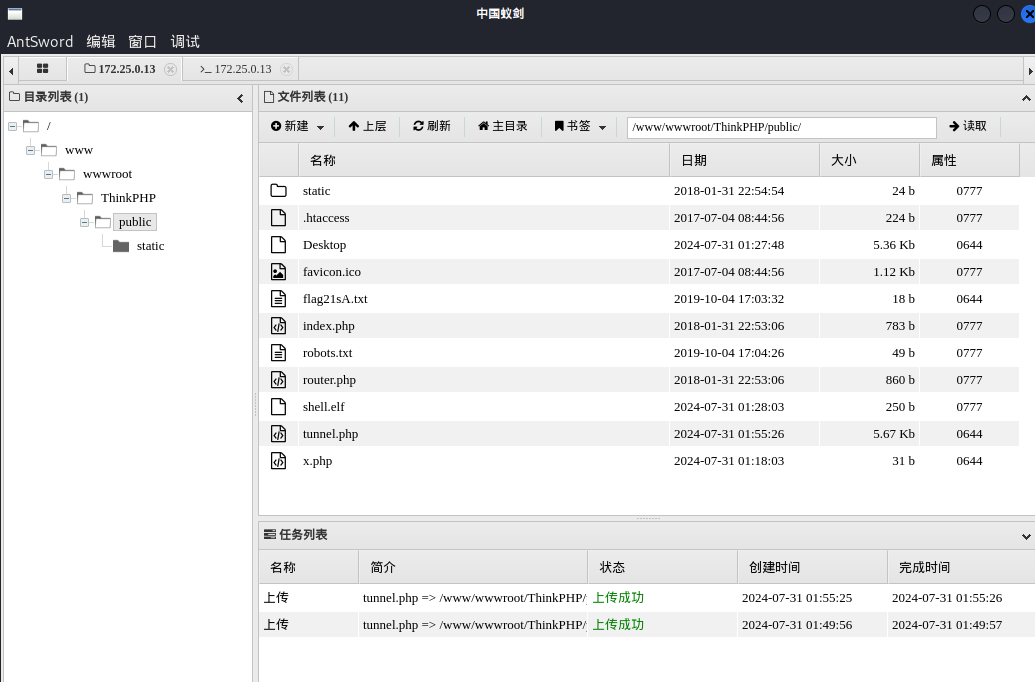 中国蚁剑
AntSword 编辑 窗口 调试
172.25.0.13 >_ 172.25.0.13
目录列表 (1)
/
www
wwwroot
ThinkPHP
public
static
文件列表 (11)
新建 上层 刷新 主目录 书签 /www/wwwroot/ThinkPHP/public/ 读取
名称 日期 大小 属性
static 2018-01-31 22:54:54 24 b 0777
.htaccess 2017-07-04 08:44:56 224 b 0777
Desktop 2024-07-31 01:27:48 5.36 Kb 0644
favicon.ico 2017-07-04 08:44:56 1.12 Kb 0777
flag21sA.txt 2019-10-04 17:03:32 18 b 0644
index.php 2018-01-31 22:53:06 783 b 0777
robots.txt 2019-10-04 17:04:26 49 b 0777
router.php 2018-01-31 22:53:06 860 b 0777
shell.elf 2024-07-31 01:28:03 250 b 0777
tunnel.php 2024-07-31 01:55:26 5.67 Kb 0644
x.php 2024-07-31 01:18:03 31 b 0644
任务列表
名称 简介 状态 创建时间 完成时间
上传 tunnel.php => /www/wwwroot/ThinkPHP/ 上传成功 2024-07-31 01:55:25 2024-07-31 01:55:26
上传 tunnel.php => /www/wwwroot/ThinkPHP/ 上传成功 2024-07-31 01:49:56 2024-07-31 01:49:57